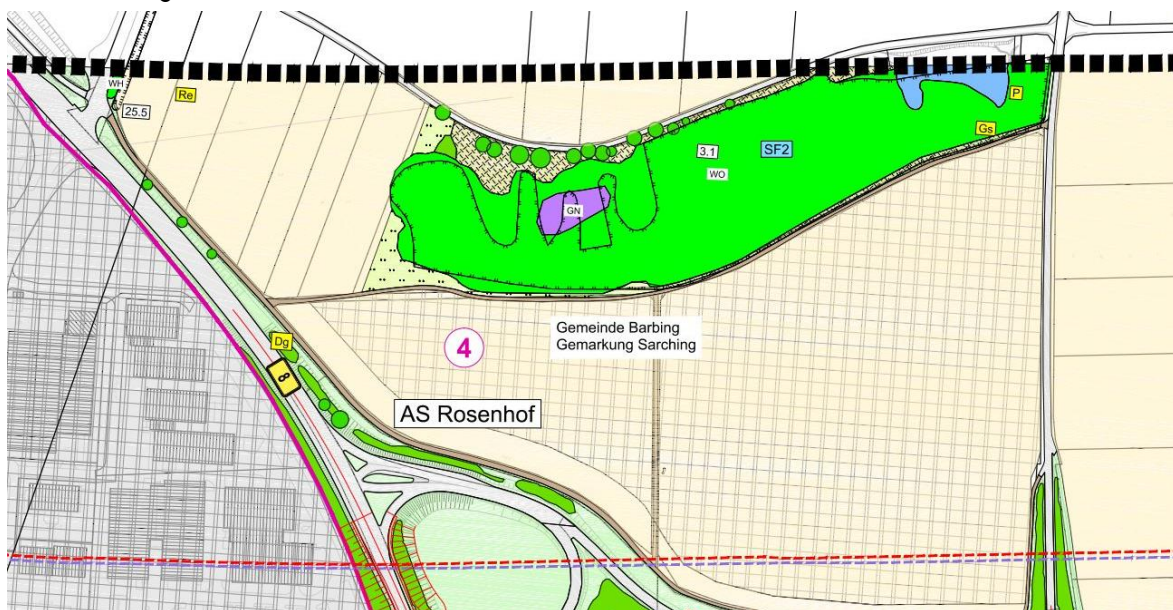 WH
25.5
Re
P
Gs
3.1
SF2
WO
GN
Gemeinde Barbing
Gemarkung Sarching
4
Dg
8
AS Rosenhof